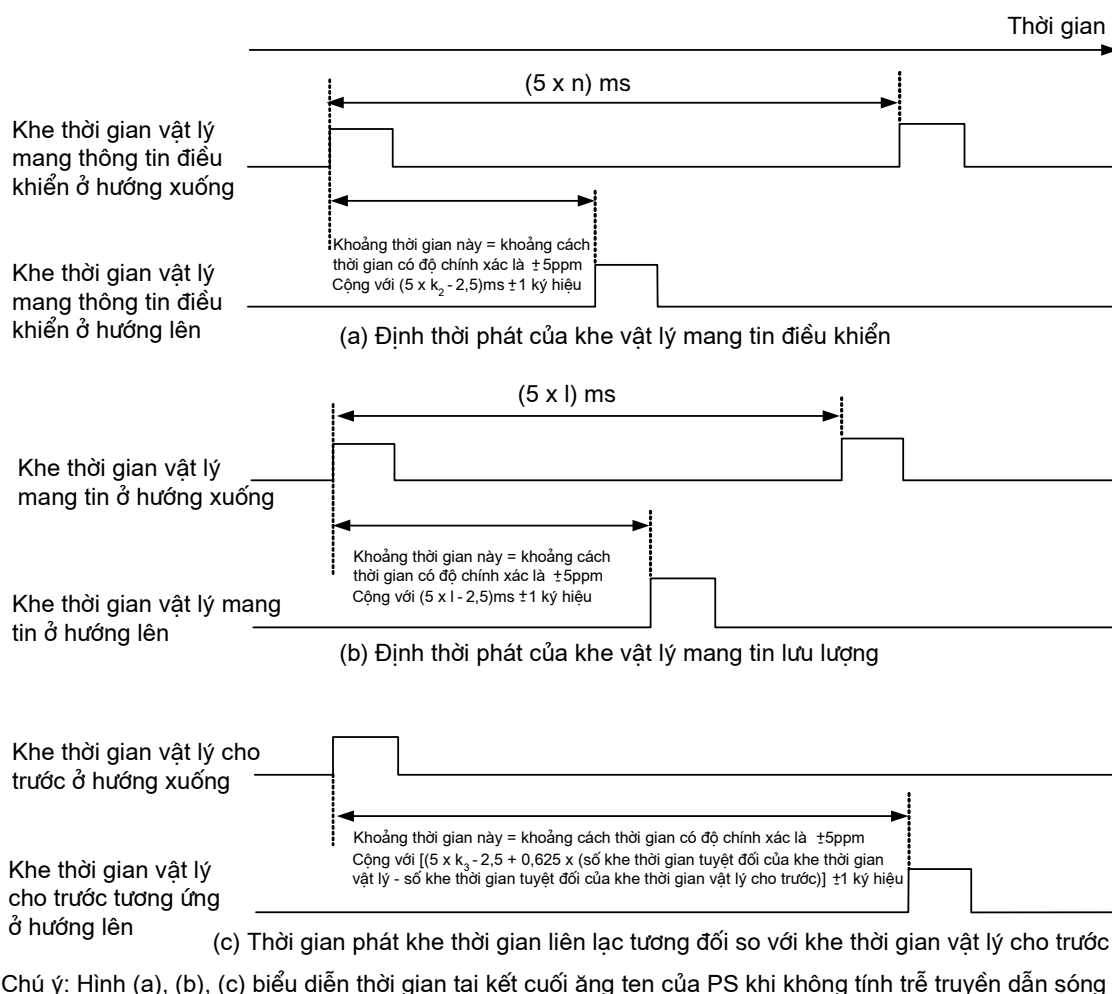 Thời gian
(5 x n) ms
Khe thời gian vật lý
mang thông tin điều
khiển ở hướng xuống
Khoảng thời gian này = khoảng cách
thời gian có độ chính xác là ±5ppm
Cộng với (5 x k₂ - 2,5)ms ±1 ký hiệu
Khe thời gian vật lý
mang thông tin điều
khiển ở hướng lên
(a) Định thời phát của khe vật lý mang tin điều khiển
(5 x l) ms
Khe thời gian vật lý
mang tin ở hướng xuống
Khoảng thời gian này = khoảng cách
thời gian có độ chính xác là ±5ppm
Cộng với (5 x l - 2,5)ms ±1 ký hiệu
Khe thời gian vật lý mang
tin ở hướng lên
(b) Định thời phát của khe vật lý mang tin lưu lượng
Khe thời gian vật lý cho
trước ở hướng xuống
Khoảng thời gian này = khoảng cách thời gian có độ chính xác là ±5ppm
Cộng với [(5 x k₃ - 2,5 + 0,625 x (số khe thời gian tuyệt đối của khe thời gian
vật lý - số khe thời gian tuyệt đối của khe thời gian vật lý cho trước)] ±1 ký hiệu
Khe thời gian vật lý
cho trước tương ứng
ở hướng lên
(c) Thời gian phát khe thời gian liên lạc tương đối so với khe thời gian vật lý cho trước
Chú ý: Hình (a), (b), (c) biểu diễn thời gian tại kết cuối ăng ten của PS khi không tính trễ truyền dẫn sóng